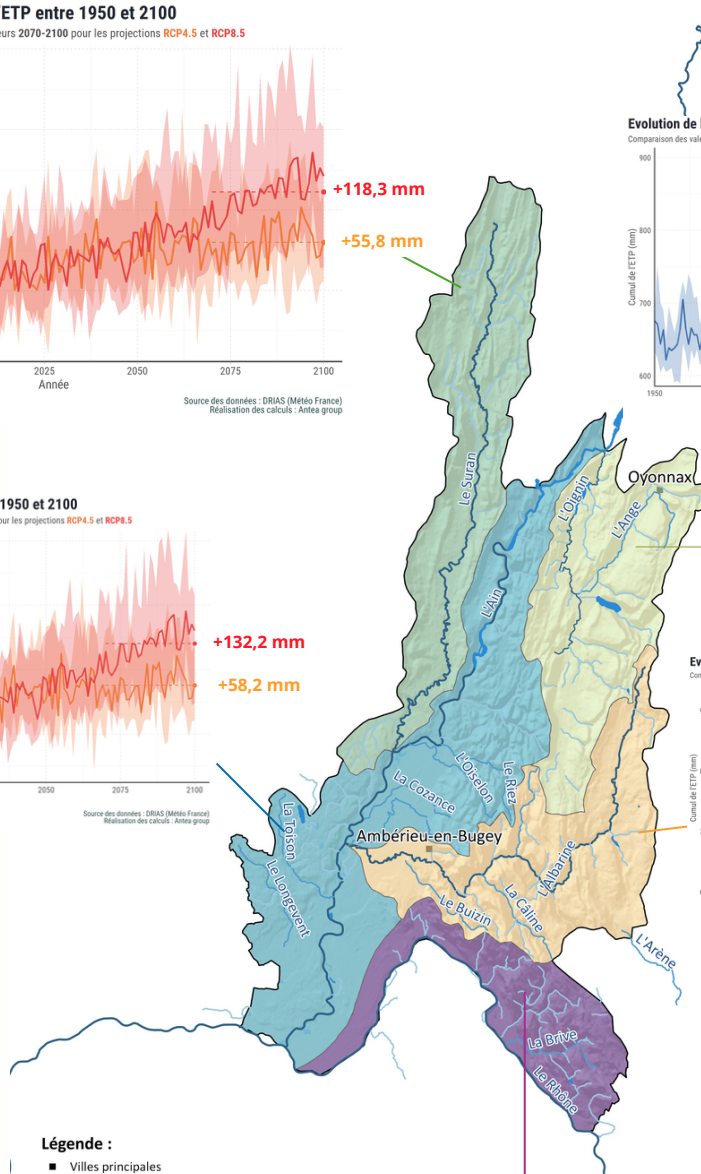 ETP entre 1950 et 2100
eurs 2070-2100 pour les projections RCP4.5 et RCP8.5
+118,3 mm
+55,8 mm
2025
2050
2075
2100
Année
Source des données : DRIAS (Météo France)
Réalisation des calculs : Antea group
Evolution de
Comparaison des vale
900
800
700
600
Cumul de l'ETP (mm)
1950
Le Suran
Oyonnax
L'Oignin
L'Ange
L'Ain
1950 et 2100
our les projections RCP4.5 et RCP8.5
+132,2 mm
+58,2 mm
2050
2075
2100
Source des données : DRIAS (Météo France)
Réalisation des calculs : Antea group
Ev
Com
Cumul de l'ETP (mm)
L'Oiselon
Le Riez
La Cozance
La Toison
Ambérieu-en-Bugey
Le Longevent
L'Albarine
La Câline
Le Buizin
L'Arène
La Brive
Le Rhône
Légende :
Villes principales